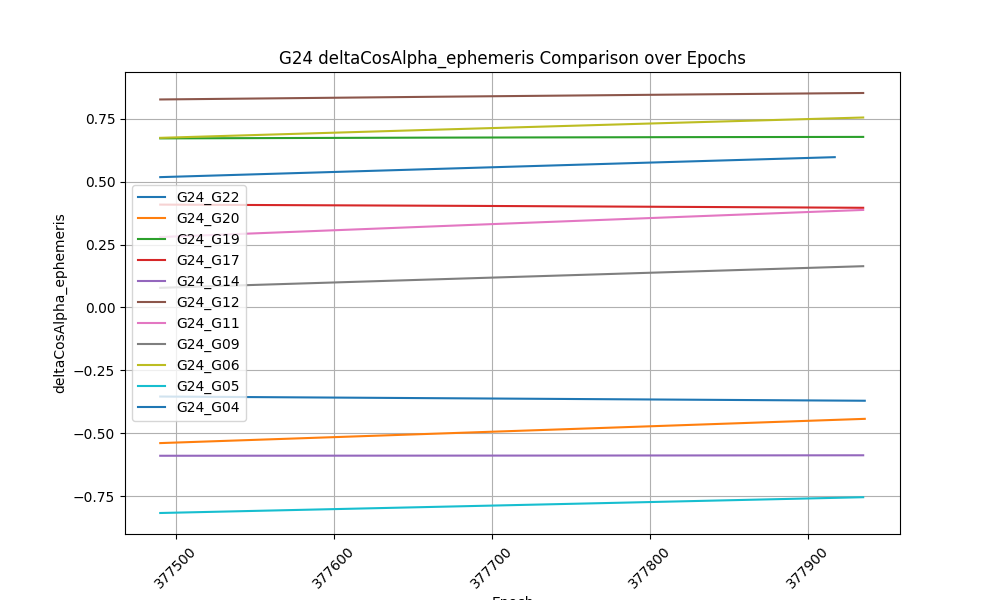 G24 deltaCosAlpha_ephemeris Comparison over Epochs
deltaCosAlpha_ephemeris
0.75
0.50
0.25
0.00
−0.25
−0.50
−0.75
G24_G22
G24_G20
G24_G19
G24_G17
G24_G14
G24_G12
G24_G11
G24_G09
G24_G06
G24_G05
G24_G04
377500
377600
377700
377800
377900
Epoch